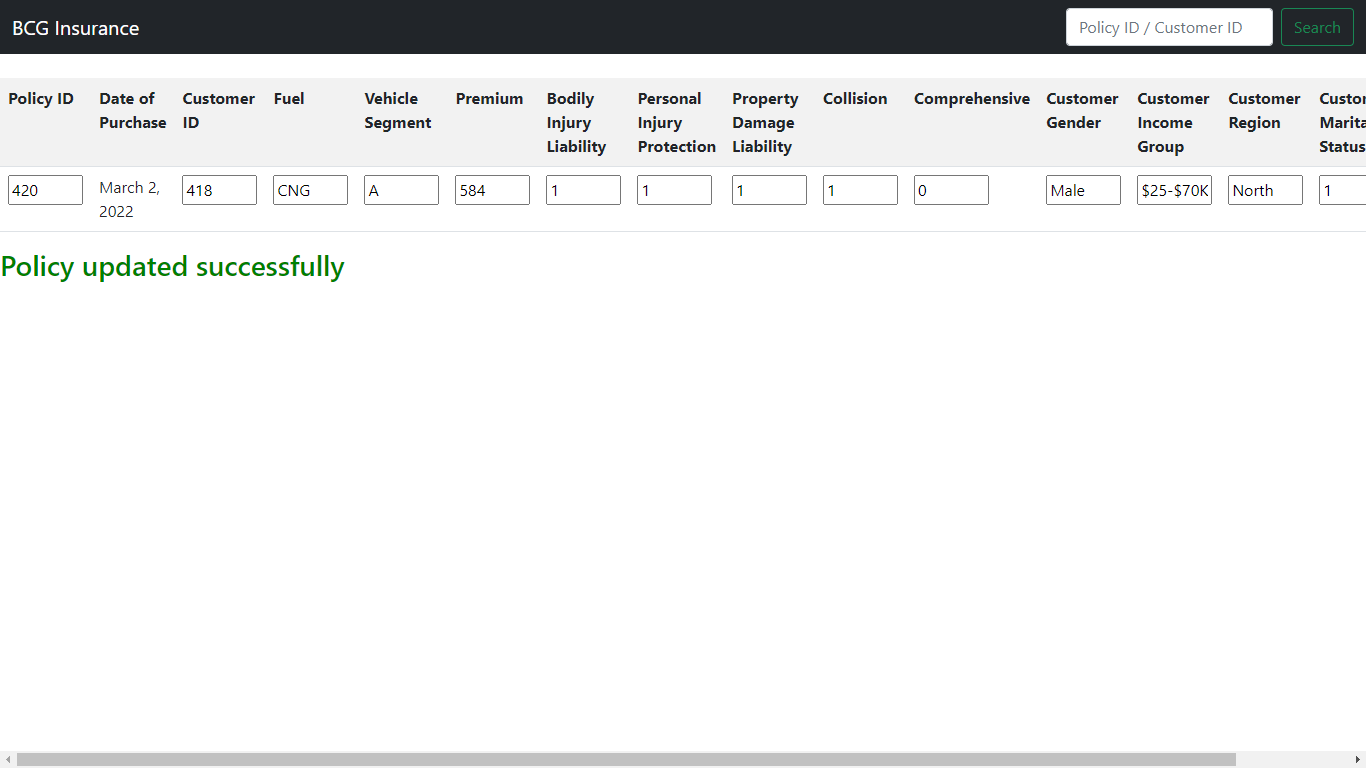 BCG Insurance
Policy ID / Customer ID
Search
Policy ID
Date of
Purchase
Customer
ID
Fuel
Vehicle
Segment
Premium
Bodily
Injury
Liability
Personal
Injury
Protection
Property
Damage
Liability
Collision
Comprehensive
Customer
Gender
Customer
Income
Group
Customer
Region
Custo
Marita
Status
420
March 2,
2022
418
CNG
A
584
1
1
1
1
0
Male
$25-$70K
North
1
Policy updated successfully